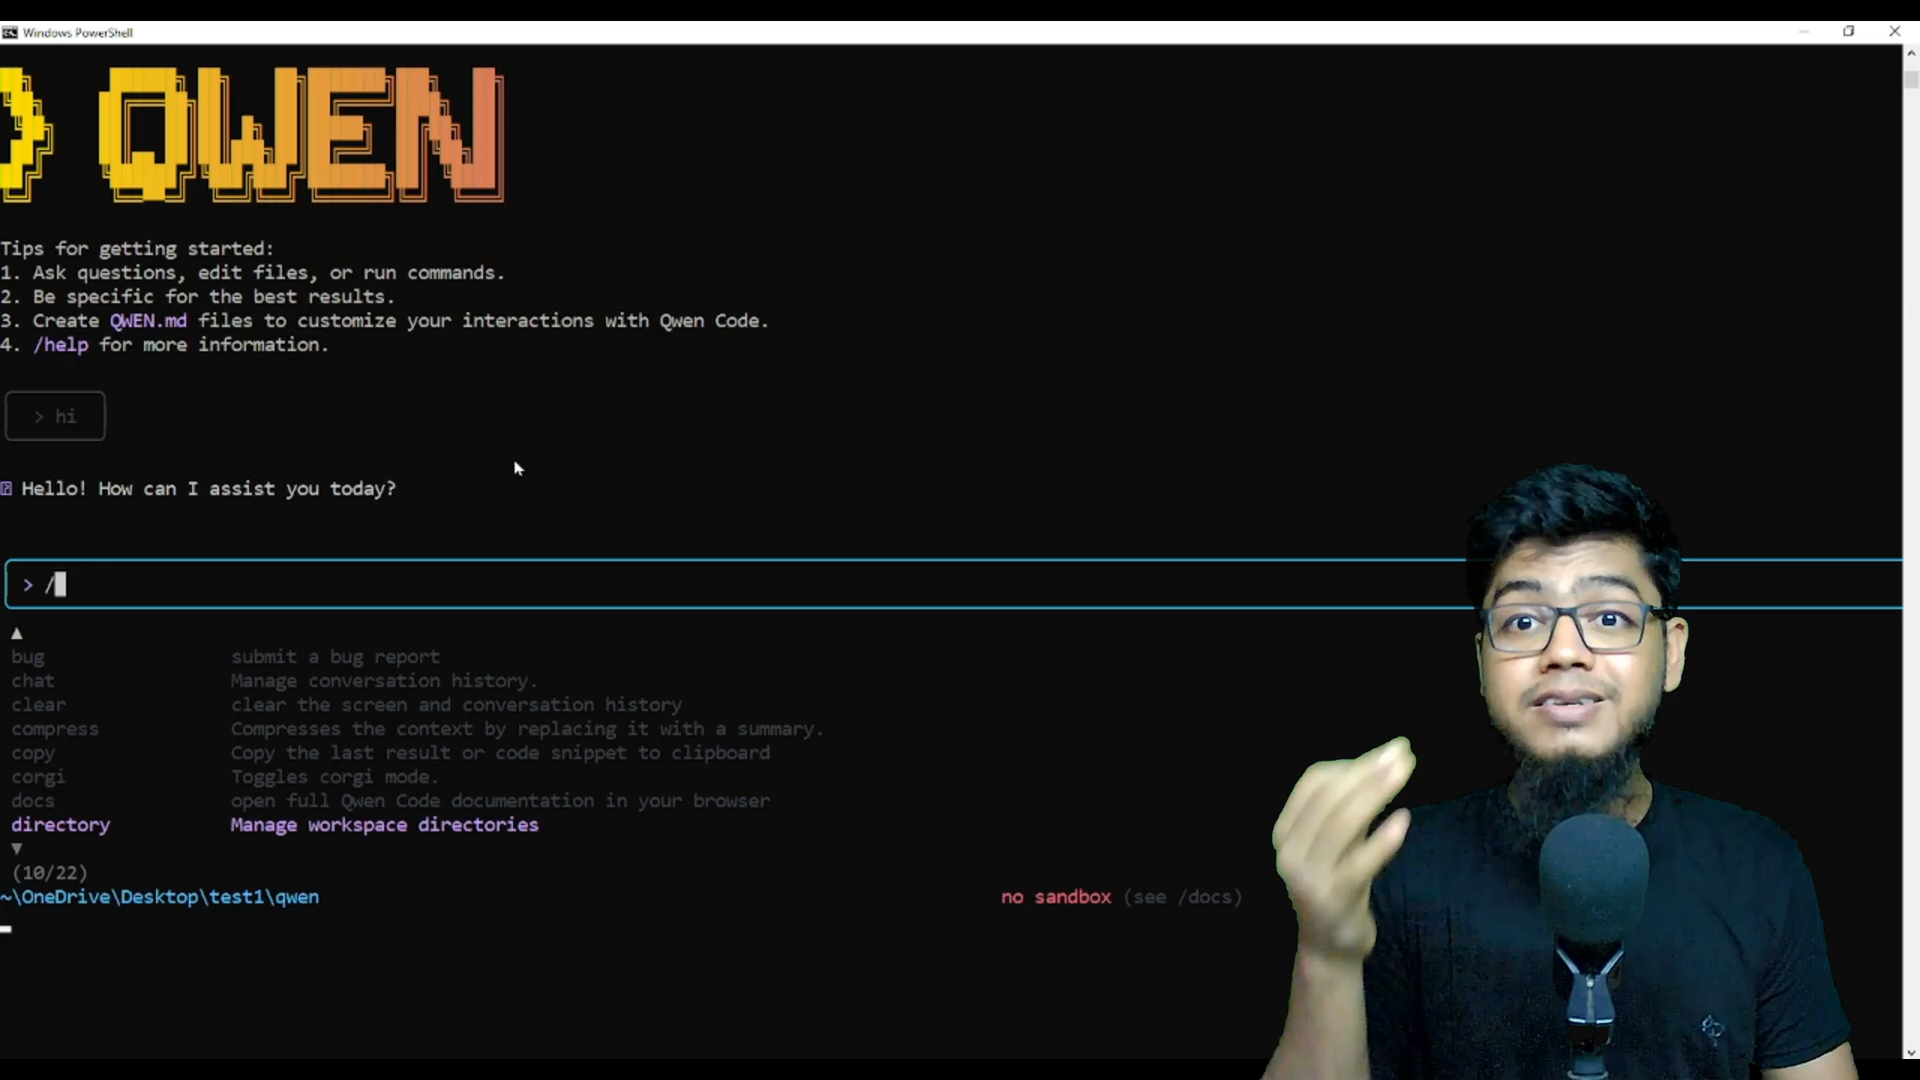 Windows PowerShell
> QWEN
Tips for getting started:
1. Ask questions, edit files, or run commands.
2. Be specific for the best results.
3. Create QWEN.md files to customize your interactions with Qwen Code.
4. /help for more information.
> hi
Hello! How can I assist you today?
> /
bug submit a bug report
chat Manage conversation history.
clear clear the screen and conversation history
compress Compresses the context by replacing it with a summary.
copy Copy the last result or code snippet to clipboard
corgi Toggles corgi mode.
docs open full Qwen Code documentation in your browser
directory Manage workspace directories
(10/22)
~\OneDrive\Desktop\test1\qwen no sandbox (see /docs)